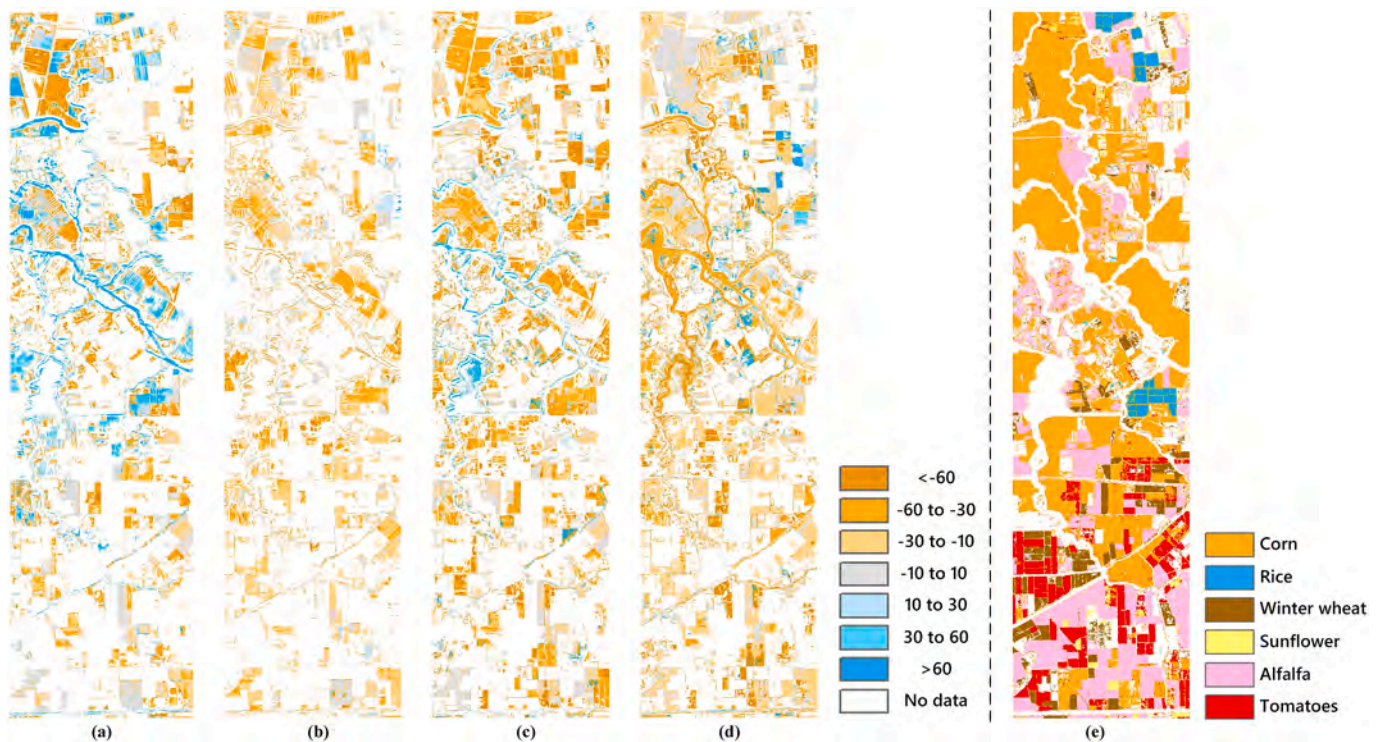 <-60
-60 to -30
-30 to -10
-10 to 10
10 to 30
30 to 60
>60
No data
Corn
Rice
Winter wheat
Sunflower
Alfalfa
Tomatoes
(a)
(b)
(c)
(d)
(e)